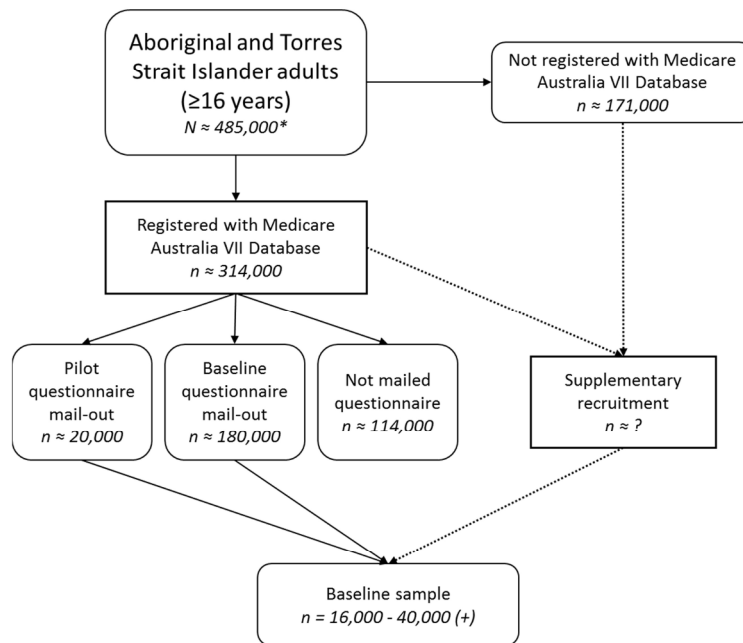 Aboriginal and Torres
Strait Islander adults
(≥16 years)
N ≈ 485,000*
Not registered with Medicare
Australia VII Database
n ≈ 171,000
Registered with Medicare
Australia VII Database
n ≈ 314,000
Pilot
questionnaire
mail-out
n ≈ 20,000
Baseline
questionnaire
mail-out
n ≈ 180,000
Not mailed
questionnaire
n ≈ 114,000
Supplementary
recruitment
n ≈ ?
Baseline sample
n = 16,000 - 40,000 (+)